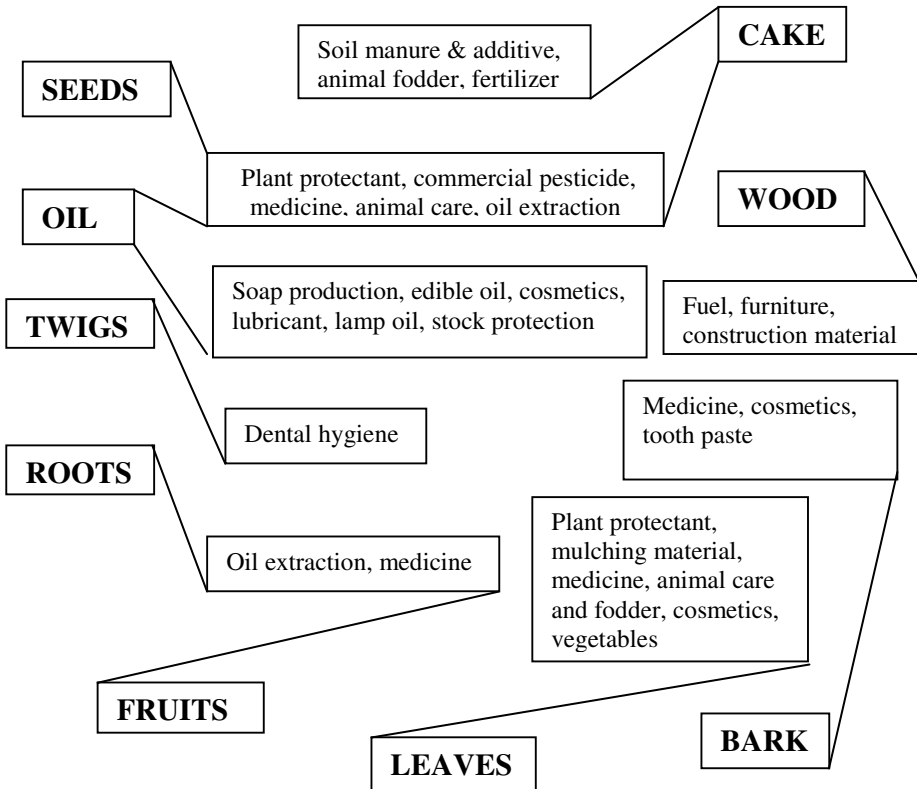 CAKE
Soil manure & additive,
animal fodder, fertilizer
SEEDS
Plant protectant, commercial pesticide,
medicine, animal care, oil extraction
WOOD
OIL
Soap production, edible oil, cosmetics,
lubricant, lamp oil, stock protection
Fuel, furniture,
construction material
TWIGS
Medicine, cosmetics,
tooth paste
Dental hygiene
ROOTS
Plant protectant,
mulching material,
medicine, animal care
and fodder, cosmetics,
vegetables
Oil extraction, medicine
FRUITS
BARK
LEAVES